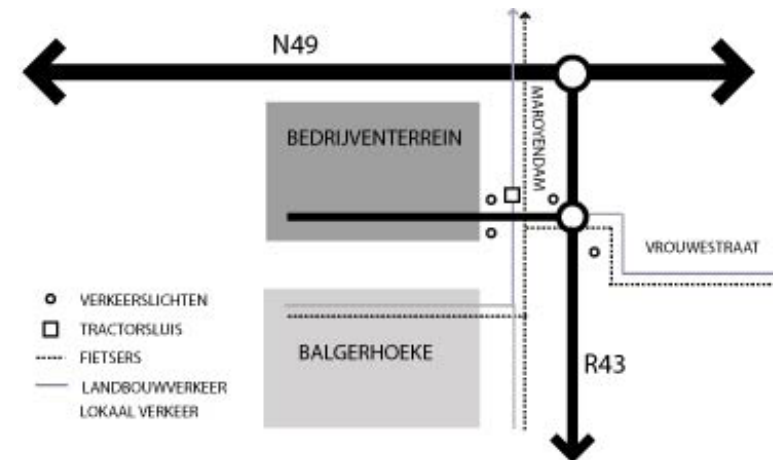 N49
MAROYENDAM
BEDRIJVENTERREIN
VROUWESTRAAT
VERKEERSLICHTEN
TRACTORSLUIS
FIETSERS
LANDBOUWVERKEER
LOKAAL VERKEER
BALGERHOEKE
R43